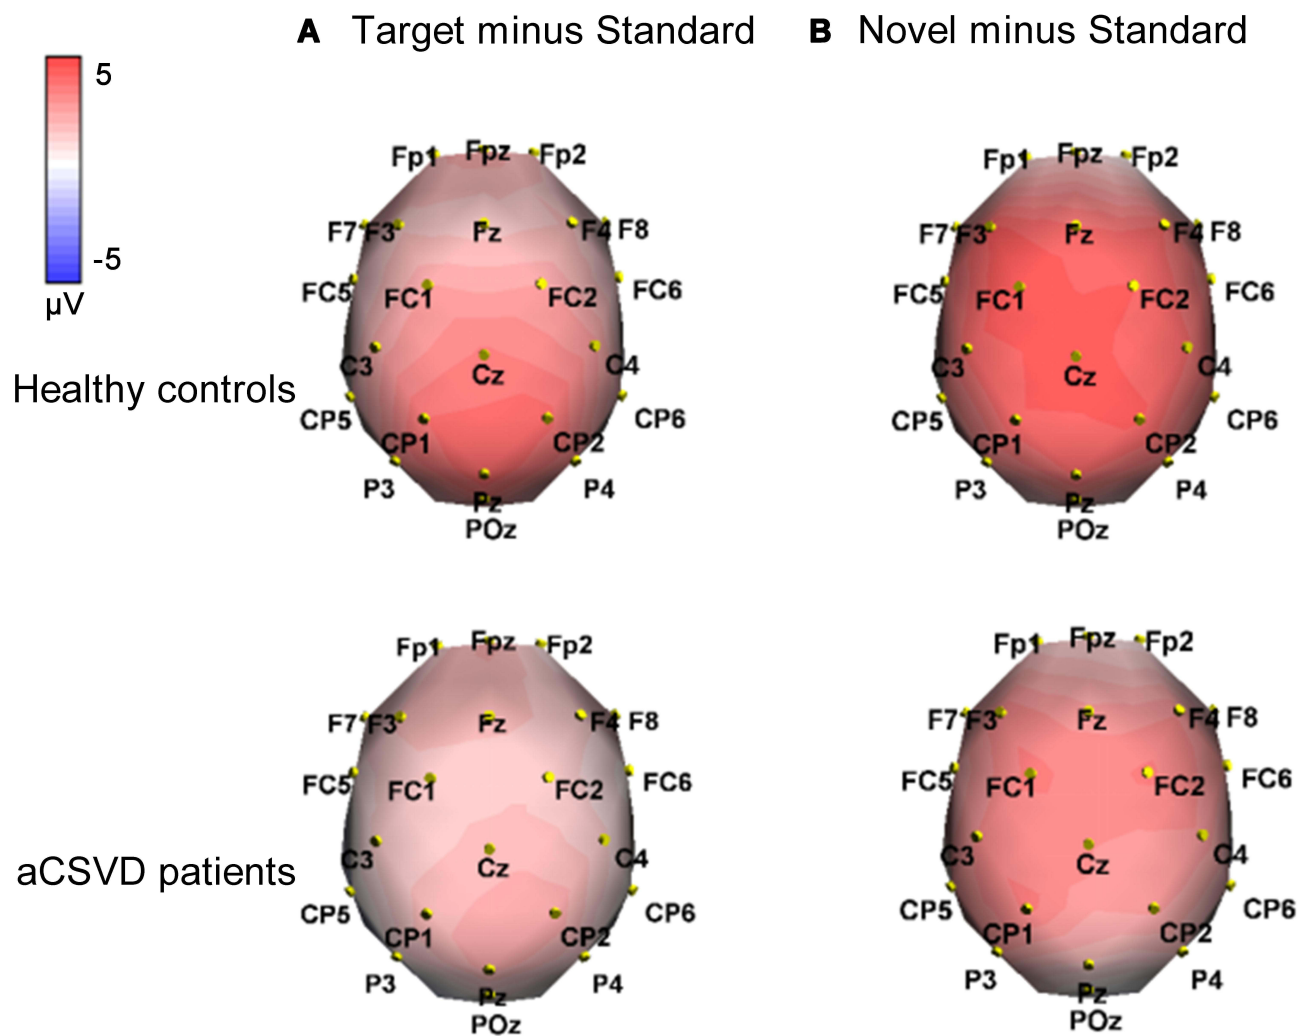 A Target minus Standard B Novel minus Standard
5
-5
µV
Healthy controls
Fp1 Fpz Fp2
F7 F3 Fz F4 F8
FC5 FC1 FC2 FC6
C3 Cz C4
CP5 CP1 CP2 CP6
P3 Pz P4
POz
Fp1 Fpz Fp2
F7 F3 Fz F4 F8
FC5 FC1 FC2 FC6
C3 Cz C4
CP5 CP1 CP2 CP6
P3 Pz P4
POz
aCSVD patients
Fp1 Fpz Fp2
F7 F3 Fz F4 F8
FC5 FC1 FC2 FC6
C3 Cz C4
CP5 CP1 CP2 CP6
P3 Pz P4
POz
Fp1 Fpz Fp2
F7 F3 Fz F4 F8
FC5 FC1 FC2 FC6
C3 Cz C4
CP5 CP1 CP2 CP6
P3 Pz P4
POz